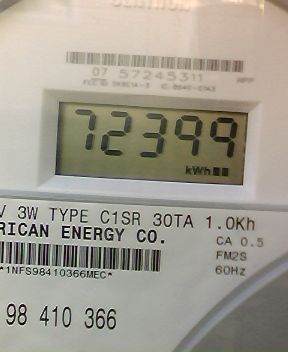 07 57245311
72399
kWh
V 3W TYPE C1SR 30TA 1.0Kh
RICAN ENERGY CO. CA 0.5
FM2S
*1NFS98410366MEC* 60Hz
98 410 366